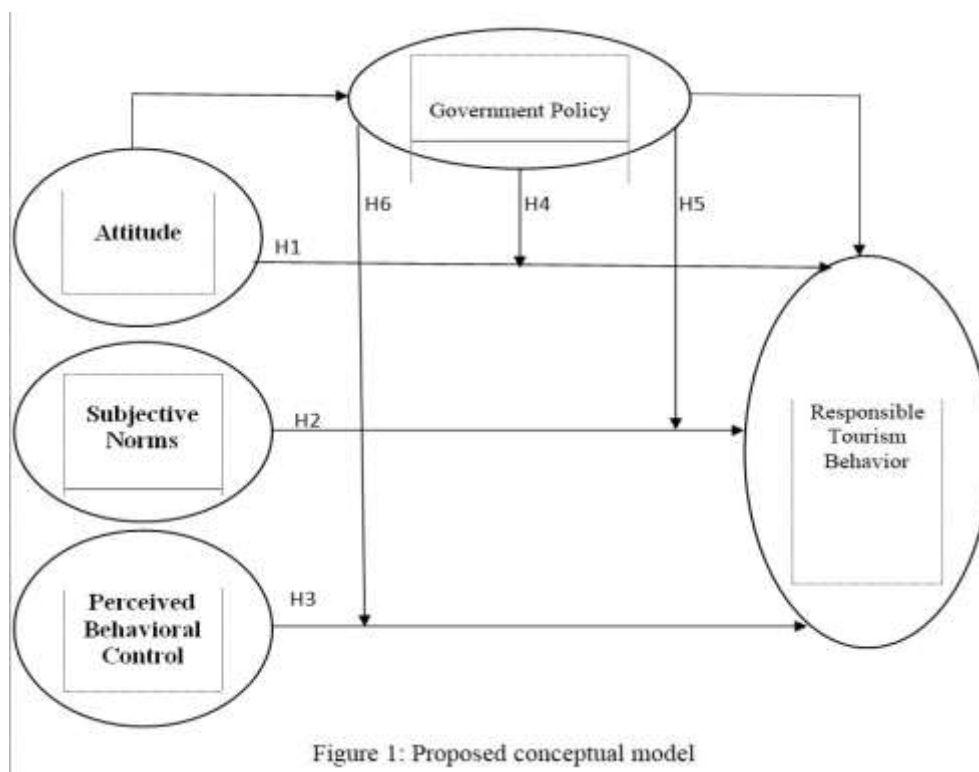 Government Policy
H6
H4
H5
Attitude
H1
Subjective
Norms
H2
Responsible
Tourism
Behavior
Perceived
Behavioral
Control
H3
Figure 1: Proposed conceptual model